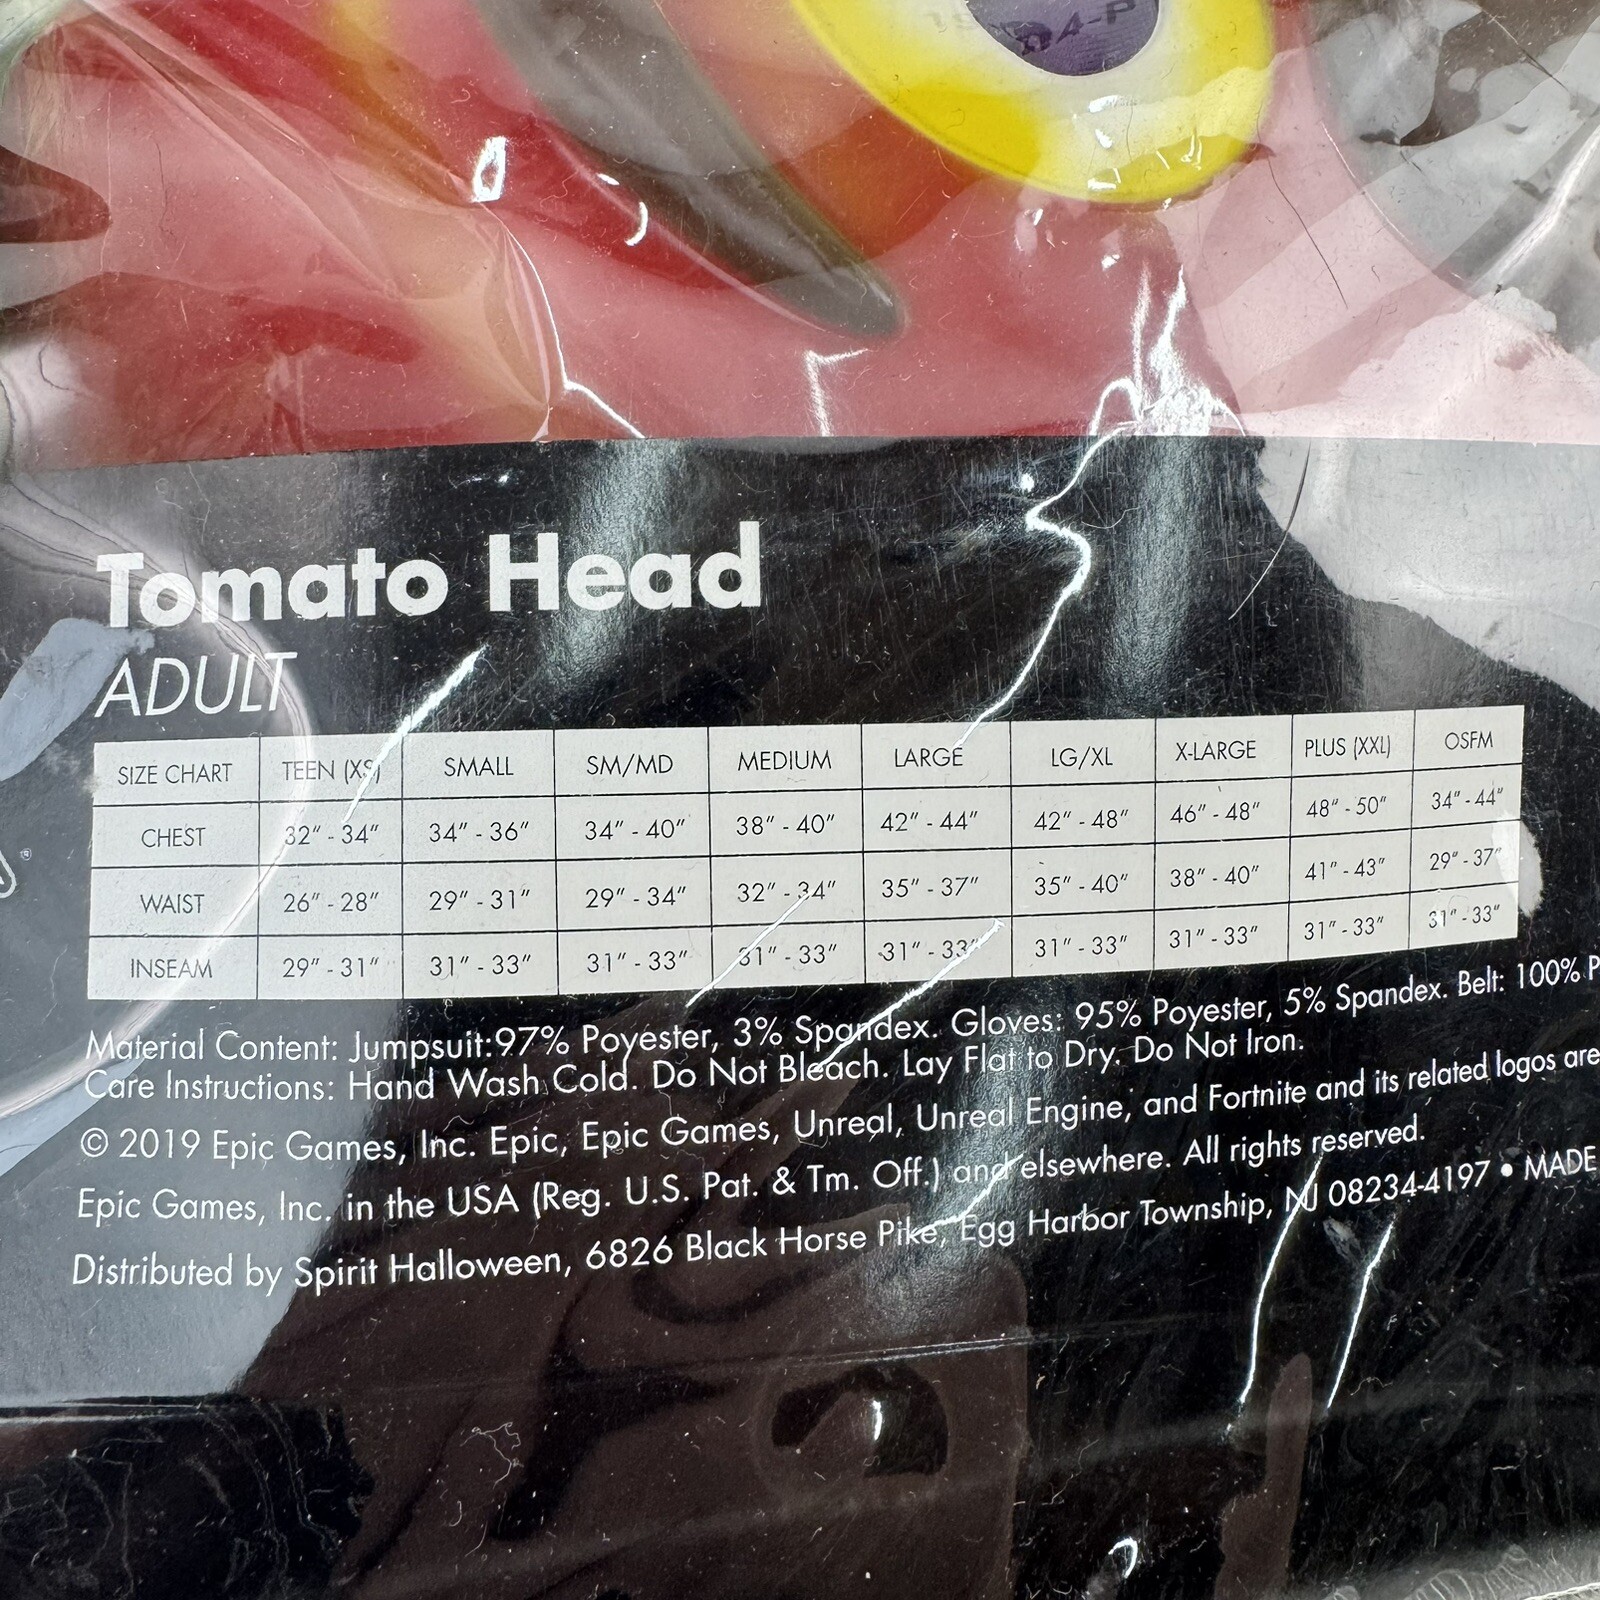 Tomato Head
ADULT
SIZE CHART TEEN (XS) SMALL SM/MD MEDIUM LARGE LG/XL X-LARGE PLUS (XXL) OSFM
CHEST 32" - 34" 34" - 36" 34" - 40" 38" - 40" 42" - 44" 42" - 48" 46" - 48" 48" - 50" 34" - 44"
WAIST 26" - 28" 29" - 31" 29" - 34" 32" - 34" 35" - 37" 35" - 40" 38" - 40" 41" - 43" 29" - 37"
INSEAM 29" - 31" 31" - 33" 31" - 33" 31" - 33" 31" - 33" 31" - 33" 31" - 33" 31" - 33" 31" - 33"
Material Content: Jumpsuit:97% Poyester, 3% Spandex. Gloves: 95% Poyester, 5% Spandex. Belt: 100% P
Care Instructions: Hand Wash Cold. Do Not Bleach. Lay Flat to Dry. Do Not Iron.
© 2019 Epic Games, Inc. Epic, Epic Games, Unreal, Unreal Engine, and Fortnite and its related logos are
Epic Games, Inc. in the USA (Reg. U.S. Pat. & Tm. Off.) and elsewhere. All rights reserved.
Distributed by Spirit Halloween, 6826 Black Horse Pike, Egg Harbor Township, NJ 08234-4197 • MADE